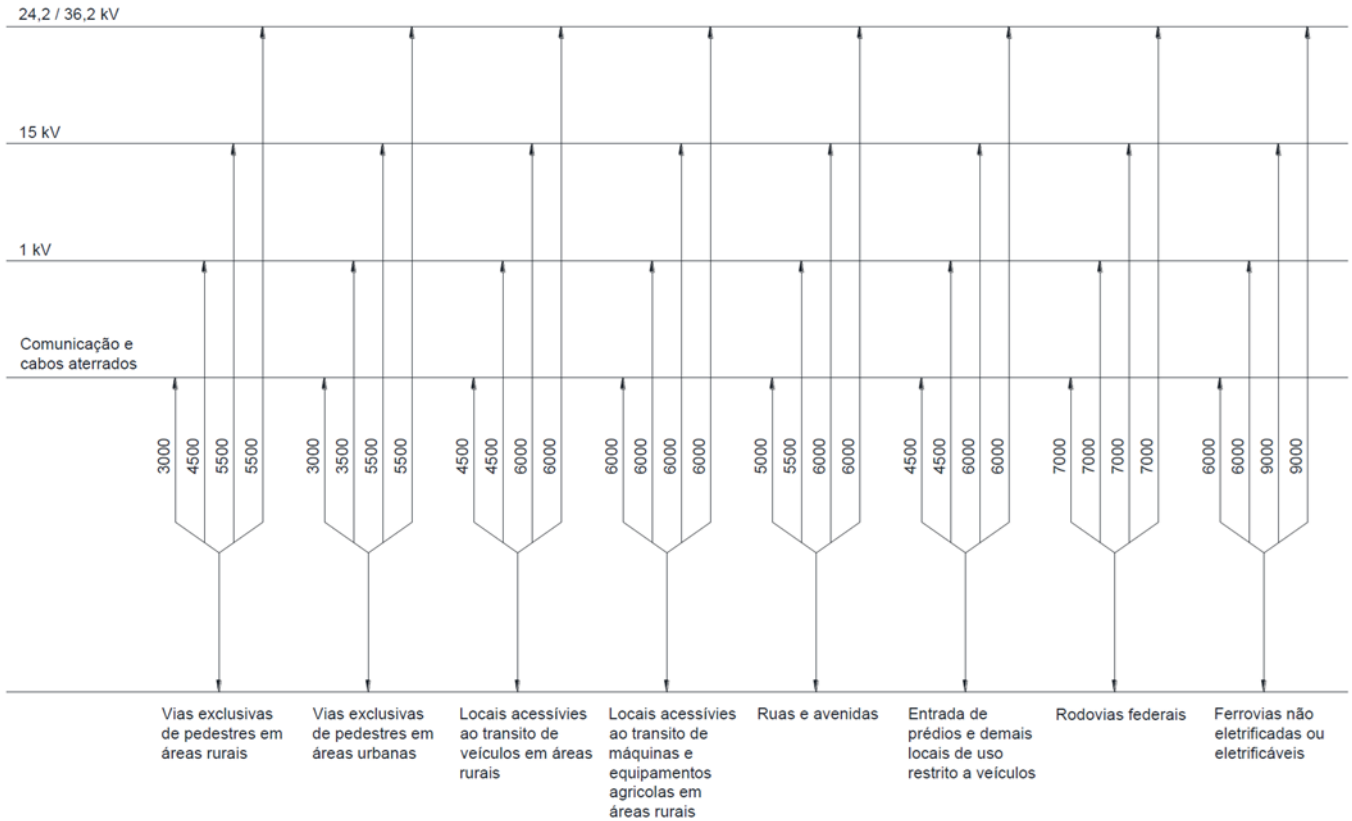 24,2 / 36,2 kV
15 kV
1 kV
Comunicação e
cabos aterrados
3000
4500
5500
5500
3000
3500
5500
5500
4500
4500
6000
6000
6000
6000
6000
6000
5000
5500
6000
6000
4500
4500
6000
6000
7000
7000
7000
7000
6000
6000
9000
9000
Vias exclusivas
de pedestres em
áreas rurais
Vias exclusivas
de pedestres em
áreas urbanas
Locais acessívies
ao transito de
veículos em áreas
rurais
Locais acessívies
ao transito de
máquinas e
equipamentos
agricolas em
áreas rurais
Ruas e avenidas
Entrada de
prédios e demais
locais de uso
restrito a veículos
Rodovias federais
Ferrovias não
eletrificadas ou
eletrificáveis